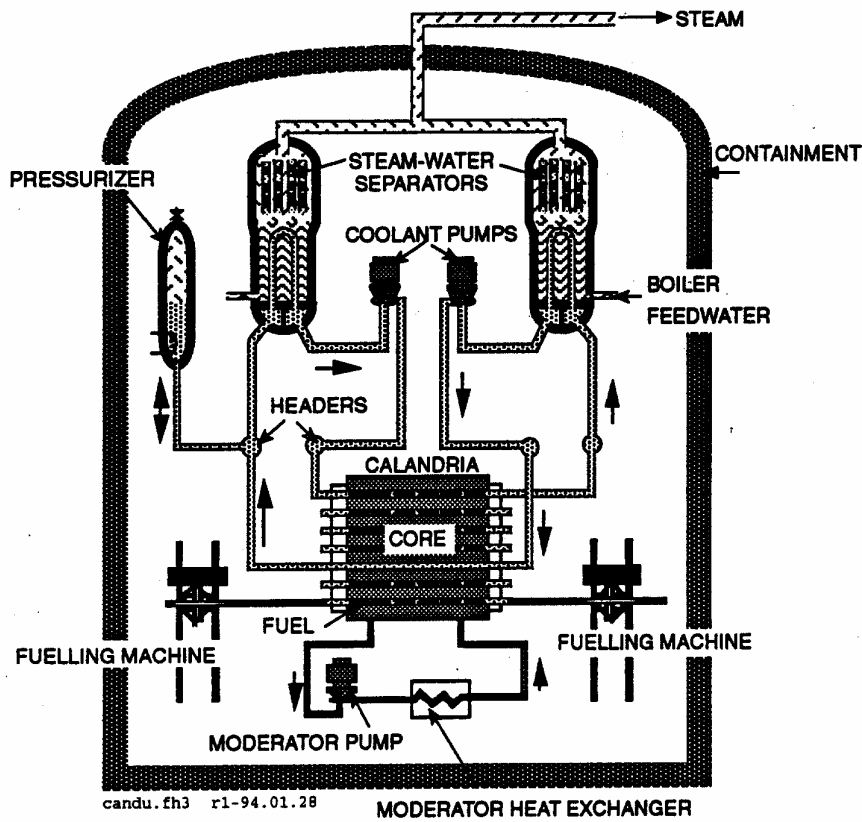 STEAM
CONTAINMENT
STEAM-WATER
SEPARATORS
PRESSURIZER
COOLANT PUMPS
BOILER
FEEDWATER
HEADERS
CALANDRIA
CORE
FUEL
FUELLING MACHINE
FUELLING MACHINE
MODERATOR PUMP
candu.fh3 r1-94.01.28
MODERATOR HEAT EXCHANGER